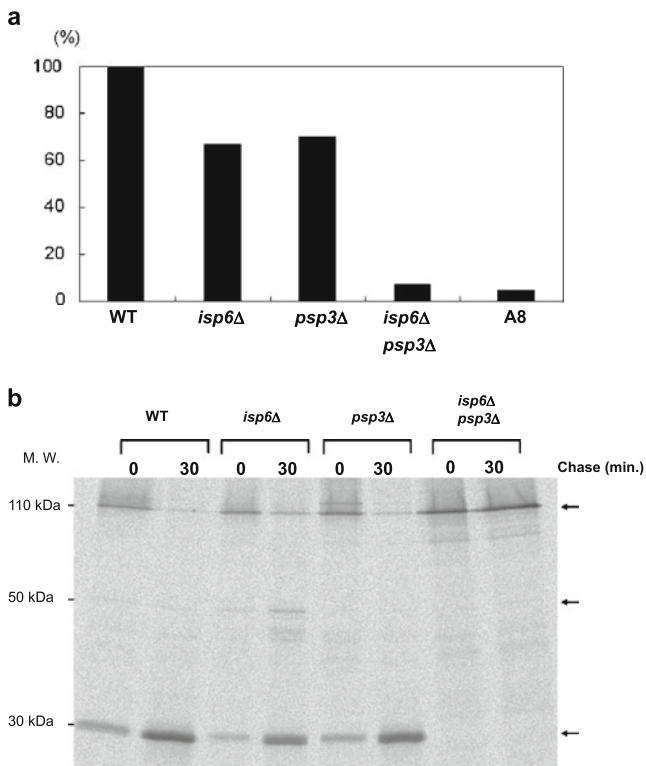 a
(%)
100
80
60
40
20
0
WT isp6Δ psp3Δ isp6Δ psp3Δ A8
b
WT isp6Δ psp3Δ isp6Δ psp3Δ
M. W. 0 30 0 30 0 30 0 30 Chase (min.)
110 kDa
50 kDa
30 kDa